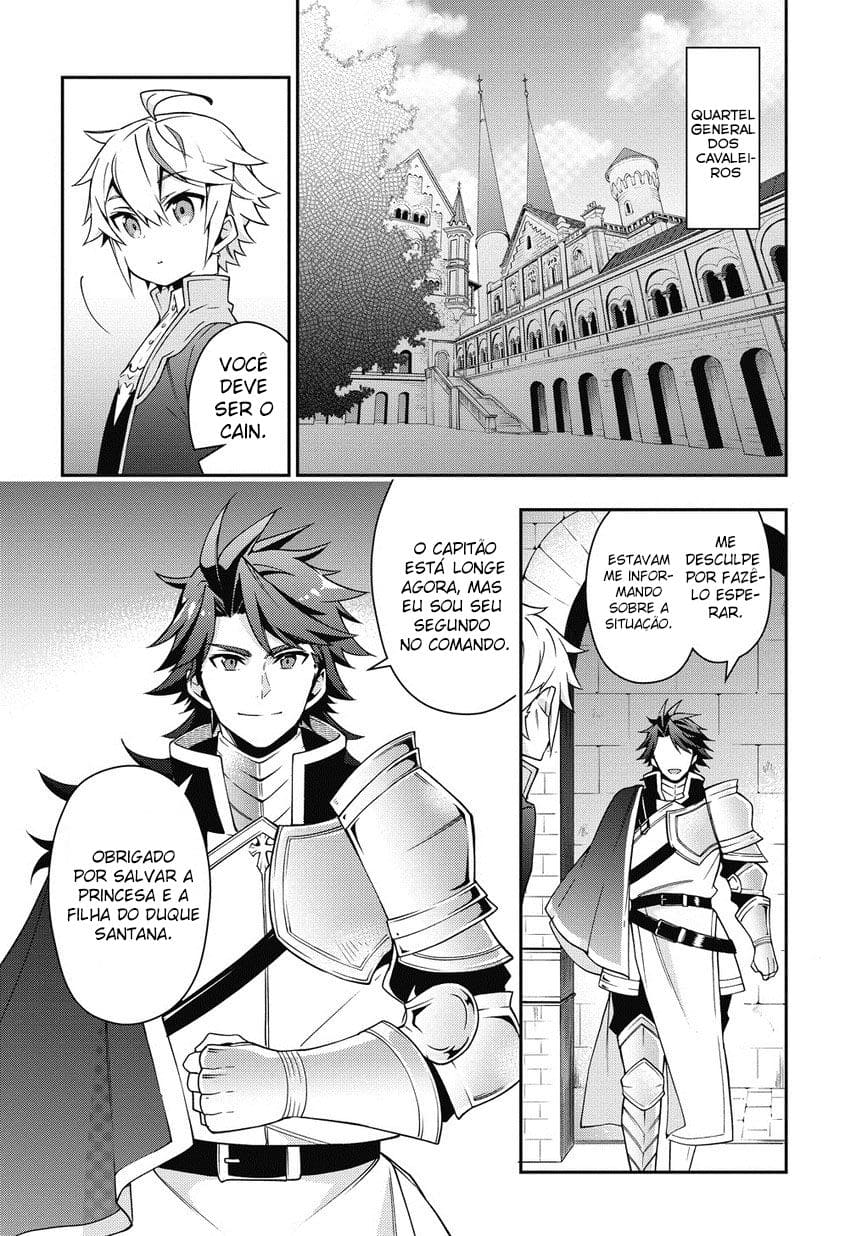 QUARTEL
GENERAL
DOS
CAVALEI-
ROS
VOCÊ
DEVE
SER O
CAIN.
ME
DESCULPE
POR FAZÊ-
LO ESPE-
RAR.
ESTAVAM
ME INFOR-
MANDO
SOBRE A
SITUAÇÃO.
O CAPITÃO
ESTÁ LONGE
AGORA, MAS
EU SOU SEU
SEGUNDO
NO COMANDO.
OBRIGADO
POR SALVAR A
PRINCESA E A
FILHA DO DUQUE
SANTANA.